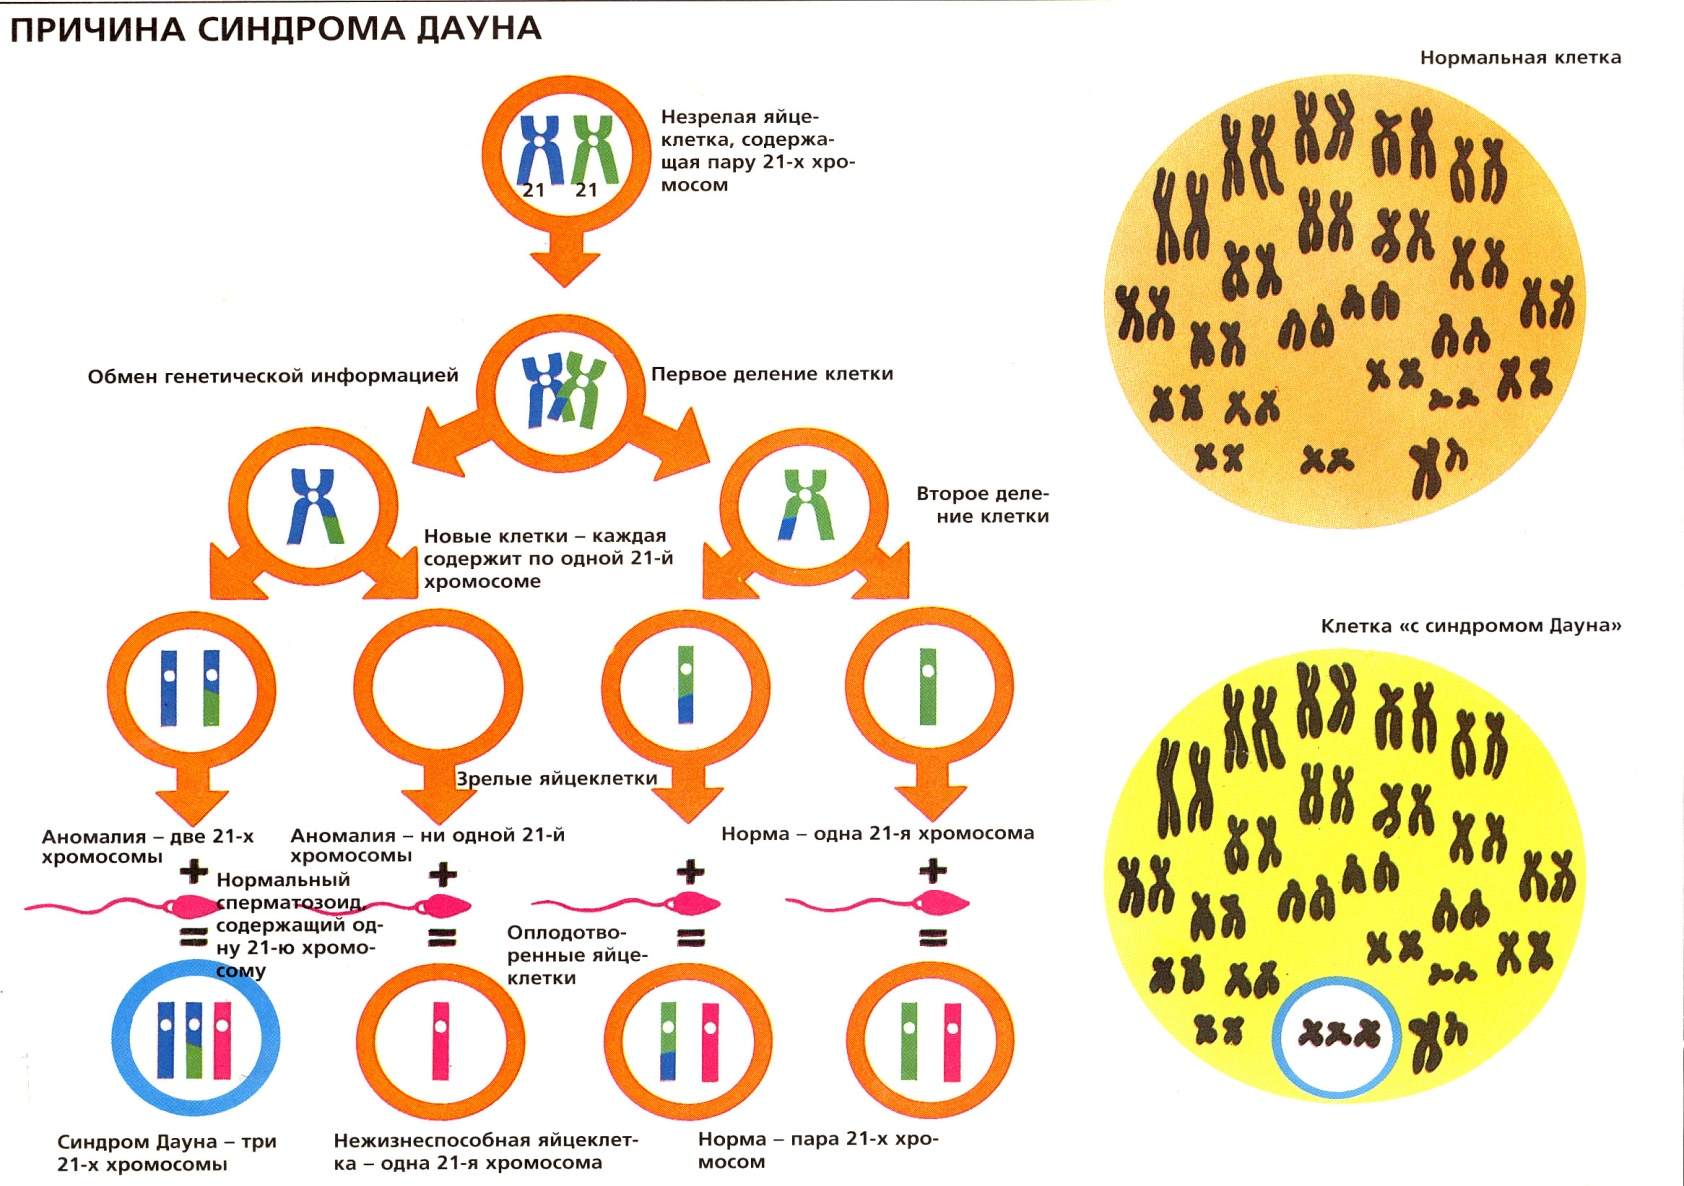 ПРИЧИНА СИНДРОМА ДАУНА
Нормальная клетка
Незрелая яйце-
клетка, содержа-
щая пару 21-х хро-
мосом
21 21
Обмен генетической информацией
Первое деление клетки
Второе деле-
ние клетки
Новые клетки – каждая
содержит по одной 21-й
хромосоме
Клетка «с синдромом Дауна»
Зрелые яйцеклетки
Аномалия – две 21-х
хромосомы
Аномалия – ни одной 21-й
хромосомы
Норма – одна 21-я хромосома
+ + + +
Нормальный
сперматозоид,
содержащий од-
ну 21-ю хромо-
сому
= = = =
Оплодотво-
ренные яйце-
клетки
Синдром Дауна – три
21-х хромосомы
Нежизнеспособная яйцеклет-
ка – одна 21-я хромосома
Норма – пара 21-х хро-
мосом